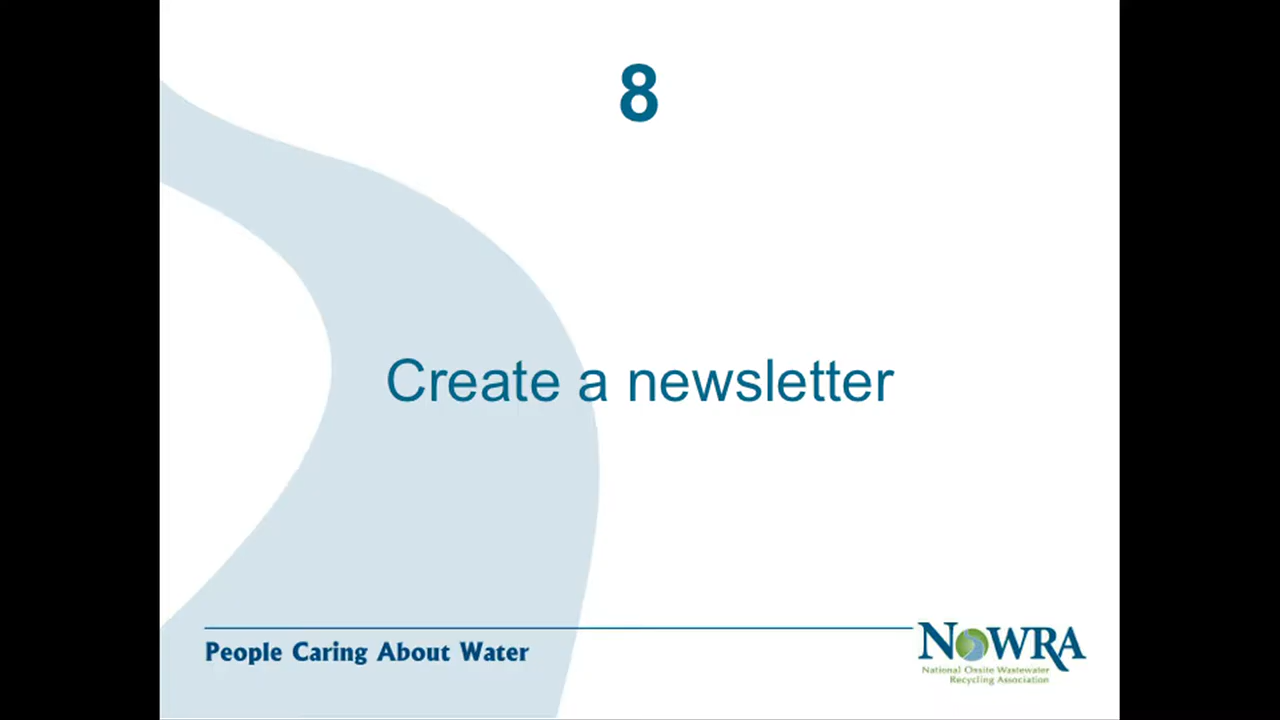 8
Create a newsletter
People Caring About Water
NOWRA
National Onsite Wastewater
Recycling Association